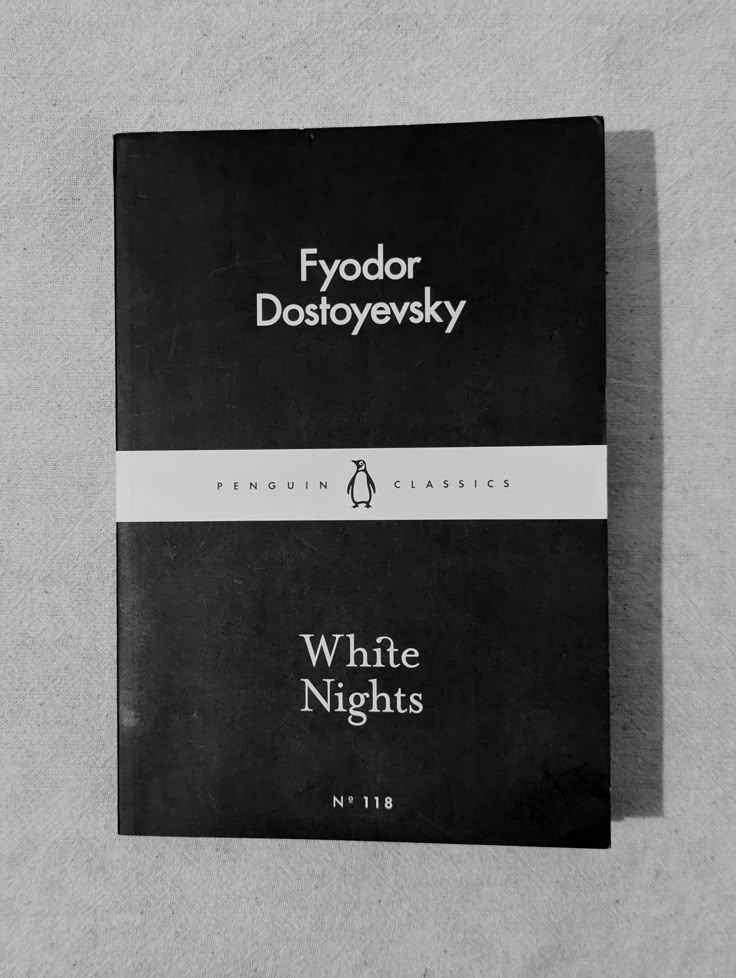 Fyodor
Dostoyevsky
PENGUIN CLASSICS
White
Nights
Nº 118